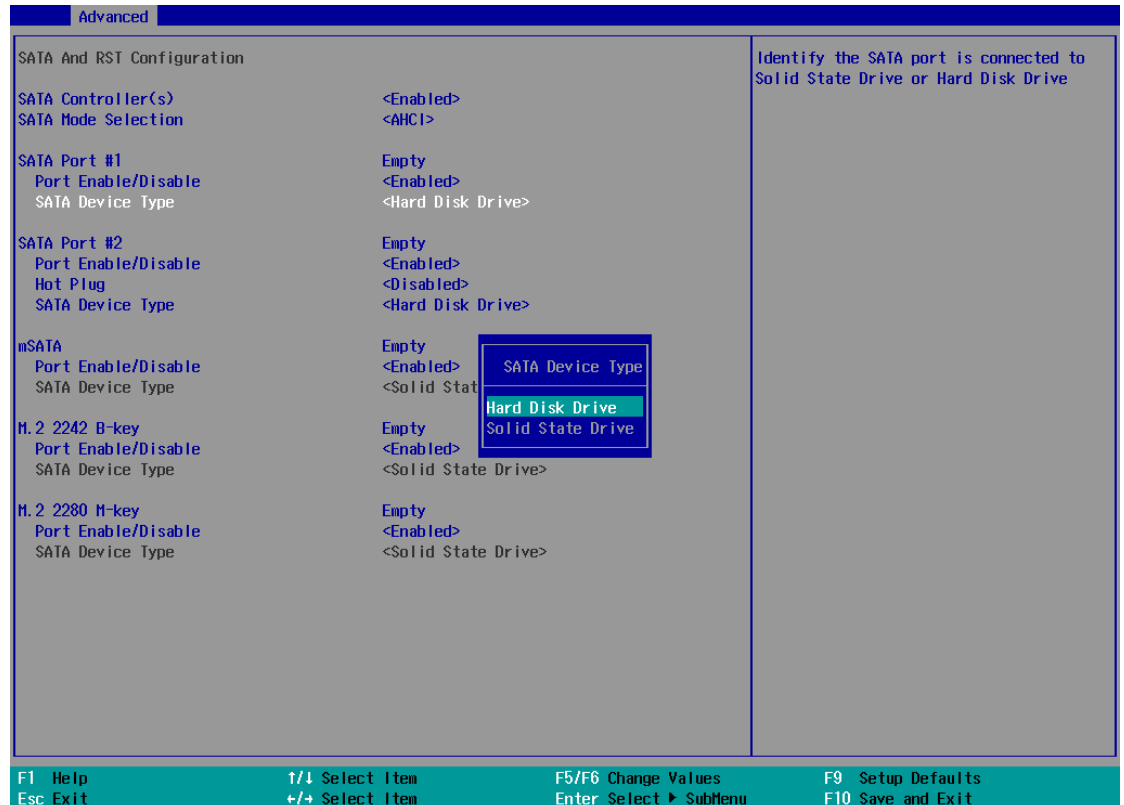 Advanced
SATA And RST Configuration
Identify the SATA port is connected to
Solid State Drive or Hard Disk Drive
SATA Controller(s) <Enabled>
SATA Mode Selection <AHCI>
SATA Port #1 Empty
Port Enable/Disable <Enabled>
SATA Device Type <Hard Disk Drive>
SATA Port #2 Empty
Port Enable/Disable <Enabled>
Hot Plug <Disabled>
SATA Device Type <Hard Disk Drive>
mSATA Empty
Port Enable/Disable <Enabled>
SATA Device Type <Solid Stat
M.2 2242 B-key Empty
Port Enable/Disable <Enabled>
SATA Device Type <Solid State Drive>
M.2 2280 M-key Empty
Port Enable/Disable <Enabled>
SATA Device Type <Solid State Drive>
SATA Device Type
Hard Disk Drive
Solid State Drive
F1 Help ↑/↓ Select Item F5/F6 Change Values F9 Setup Defaults
Esc Exit ←/→ Select Item Enter Select ▶ SubMenu F10 Save and Exit